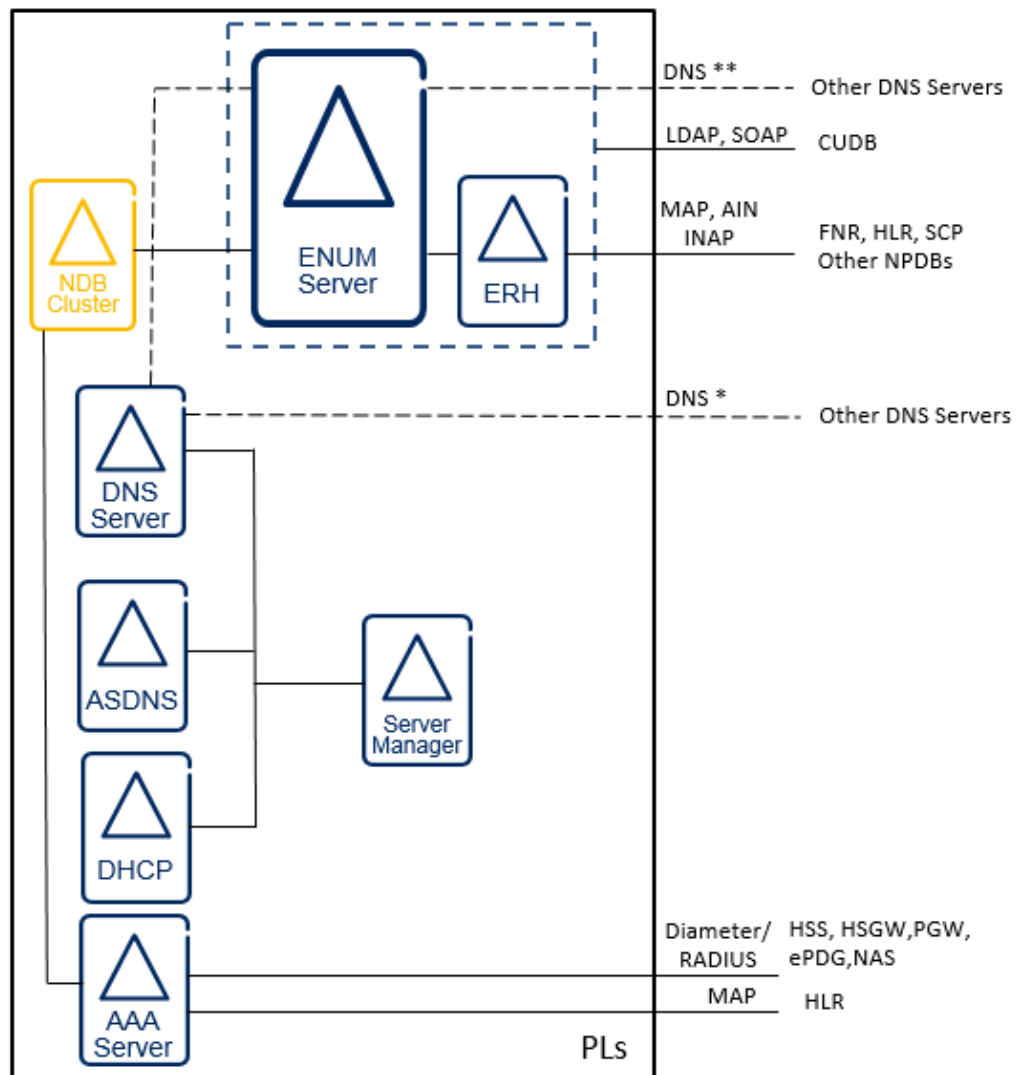 DNS **
Other DNS Servers
LDAP, SOAP
CUDB
MAP, AIN
INAP
FNR, HLR, SCP
Other NPDBs
NDB
Cluster
ENUM
Server
ERH
DNS *
Other DNS Servers
DNS
Server
ASDNS
Server
Manager
DHCP
Diameter/
RADIUS
HSS, HSGW,PGW,
ePDG,NAS
MAP
HLR
AAA
Server
PLs